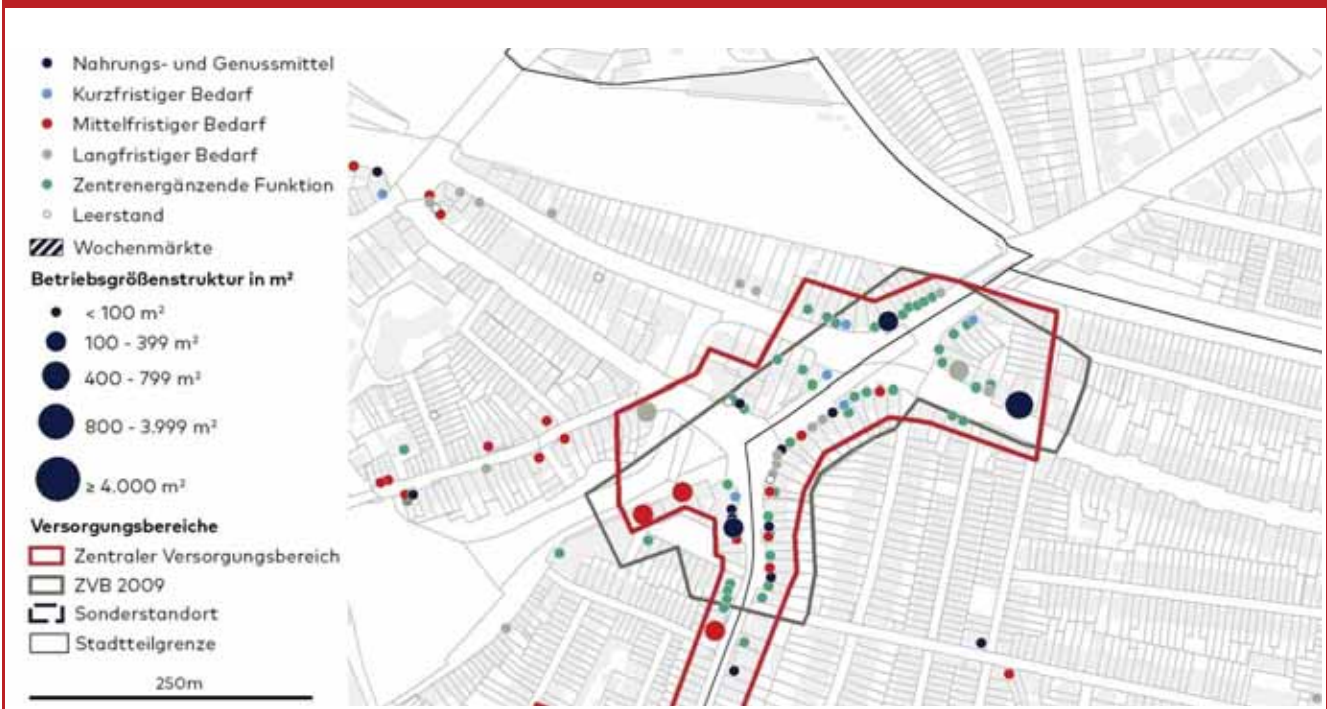 Nahrungs- und Genussmittel
Kurzfristiger Bedarf
Mittelfristiger Bedarf
Langfristiger Bedarf
Zentrenergänzende Funktion
Leerstand
Wochenmärkte
Betriebsgrößenstruktur in m²
< 100 m²
100 - 399 m²
400 - 799 m²
800 - 3.999 m²
≥ 4.000 m²
Versorgungsbereiche
Zentraler Versorgungsbereich
ZVB 2009
Sonderstandort
Stadtteilgrenze
250m